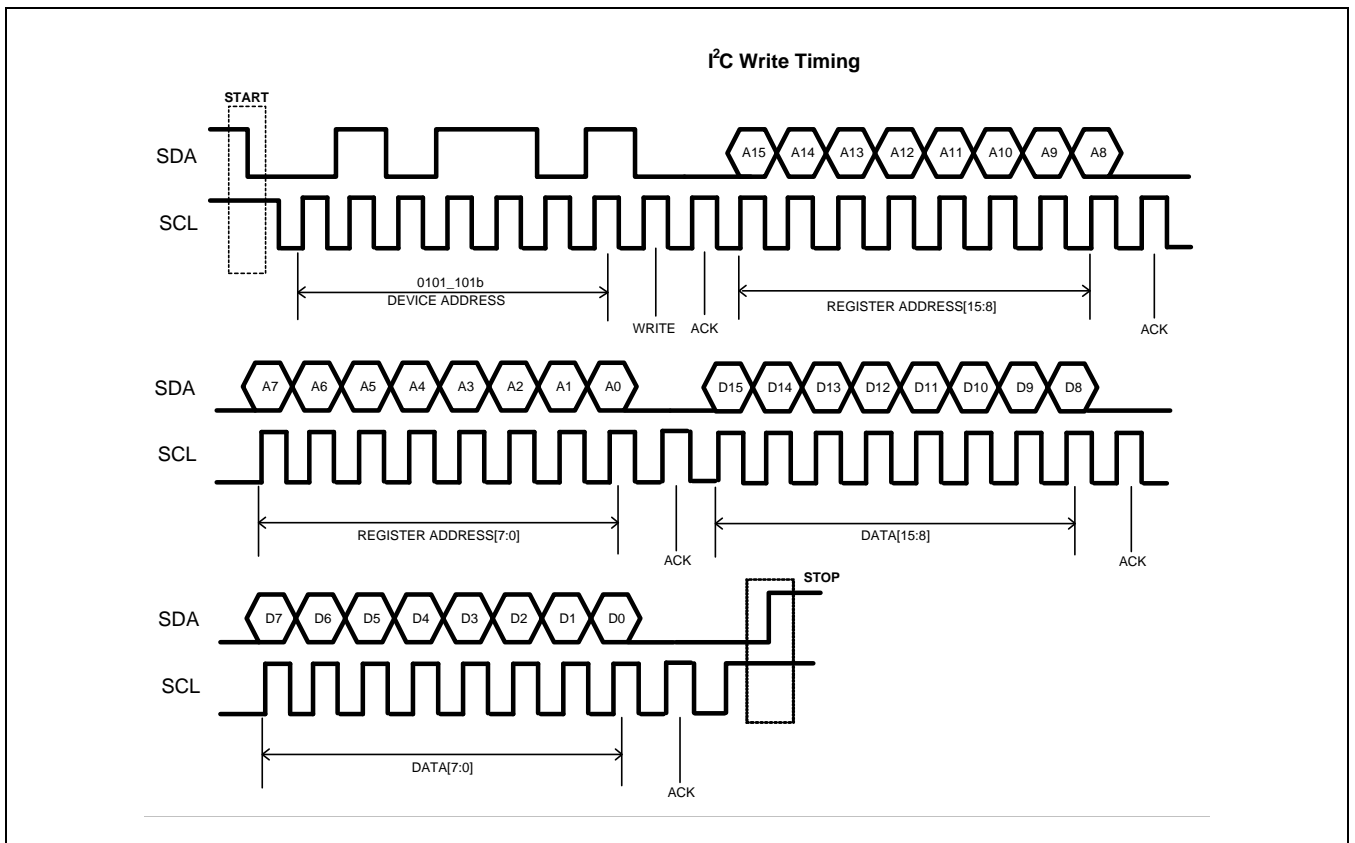 I²C Write Timing
START
SDA
A15 A14 A13 A12 A11 A10 A9 A8
SCL
0101_101b
DEVICE ADDRESS
REGISTER ADDRESS[15:8]
WRITE ACK ACK
SDA
A7 A6 A5 A4 A3 A2 A1 A0 D15 D14 D13 D12 D11 D10 D9 D8
SCL
REGISTER ADDRESS[7:0] DATA[15:8]
ACK ACK
STOP
SDA
D7 D6 D5 D4 D3 D2 D1 D0
SCL
DATA[7:0]
ACK